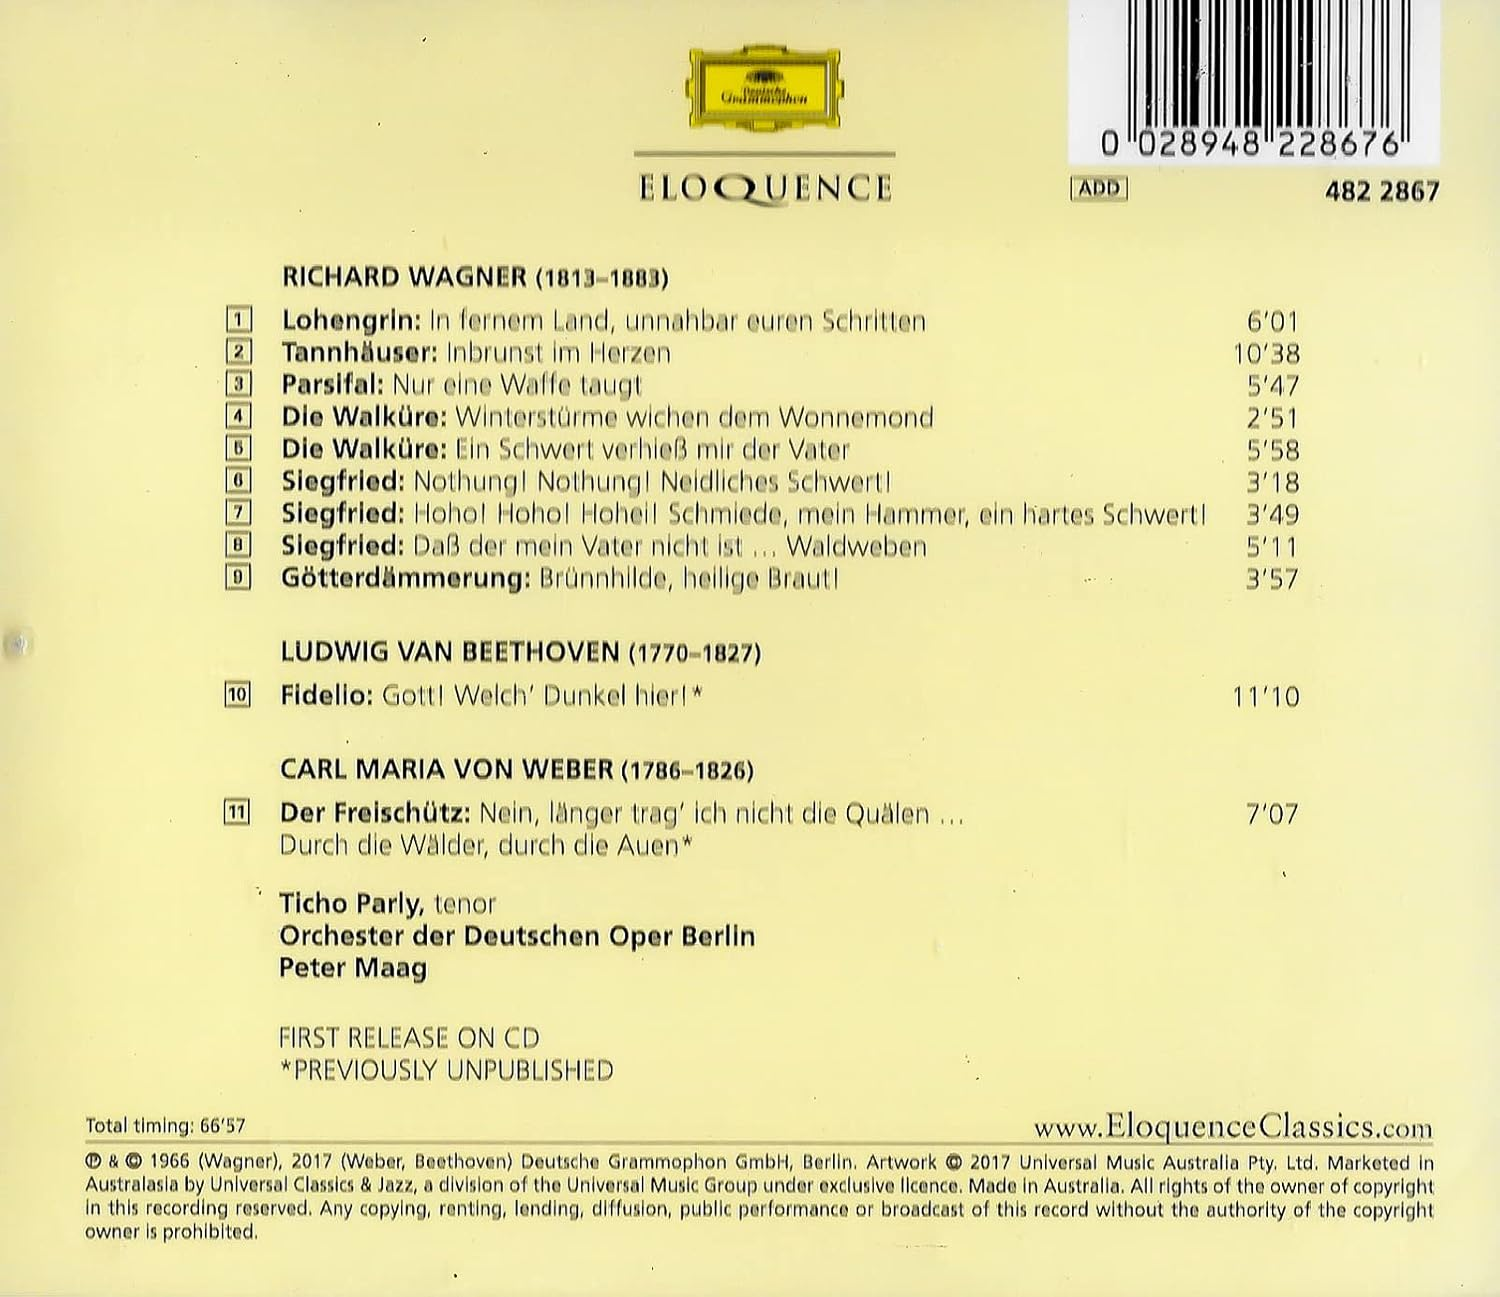 Deutsche
Grammophon
ELOQUENCE
0 028948 228676
ADD 482 2867
RICHARD WAGNER (1813–1883)
1 Lohengrin: In fernem Land, unnahbar euren Schritten 6'01
2 Tannhäuser: Inbrunst im Herzen 10'38
3 Parsifal: Nur eine Waffe taugt 5'47
4 Die Walküre: Winterstürme wichen dem Wonnemond 2'51
5 Die Walküre: Ein Schwert verhieß mir der Vater 5'58
6 Siegfried: Nothung! Nothung! Neidliches Schwert! 3'18
7 Siegfried: Hoho! Hoho! Hohei! Schmiede, mein Hammer, ein hartes Schwert! 3'49
8 Siegfried: Daß der mein Vater nicht ist ... Waldweben 5'11
9 Götterdämmerung: Brünnhilde, heilige Braut! 3'57
LUDWIG VAN BEETHOVEN (1770–1827)
10 Fidelio: Gott! Welch' Dunkel hier!* 11'10
CARL MARIA VON WEBER (1786–1826)
11 Der Freischütz: Nein, länger trag' ich nicht die Quälen ... 7'07
Durch die Wälder, durch die Auen*
Ticho Parly, tenor
Orchester der Deutschen Oper Berlin
Peter Maag
FIRST RELEASE ON CD
*PREVIOUSLY UNPUBLISHED
Total timing: 66'57 www.EloquenceClassics.com
℗ & © 1966 (Wagner), 2017 (Weber, Beethoven) Deutsche Grammophon GmbH, Berlin. Artwork © 2017 Universal Music Australia Pty. Ltd. Marketed in
Australasia by Universal Classics & Jazz, a division of the Universal Music Group under exclusive licence. Made in Australia. All rights of the owner of copyright
in this recording reserved. Any copying, renting, lending, diffusion, public performance or broadcast of this record without the authority of the copyright
owner is prohibited.